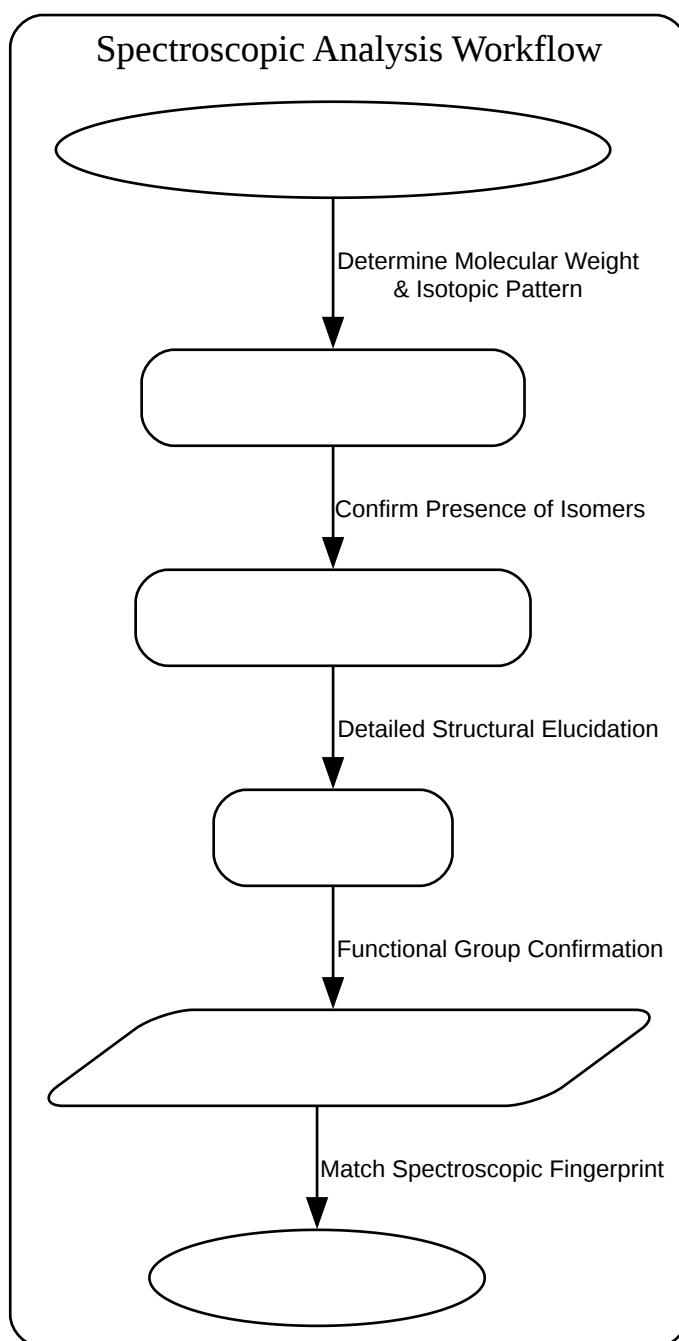 Spectroscopic Analysis Workflow
Determine Molecular Weight
& Isotopic Pattern
Confirm Presence of Isomers
Detailed Structural Elucidation
Functional Group Confirmation
Match Spectroscopic Fingerprint